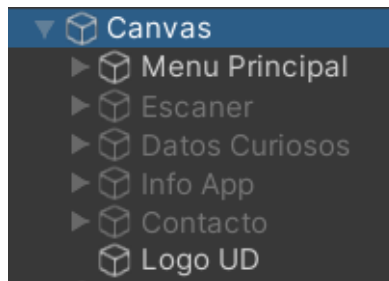 Canvas
Menu Principal
Escaner
Datos Curiosos
Info App
Contacto
Logo UD